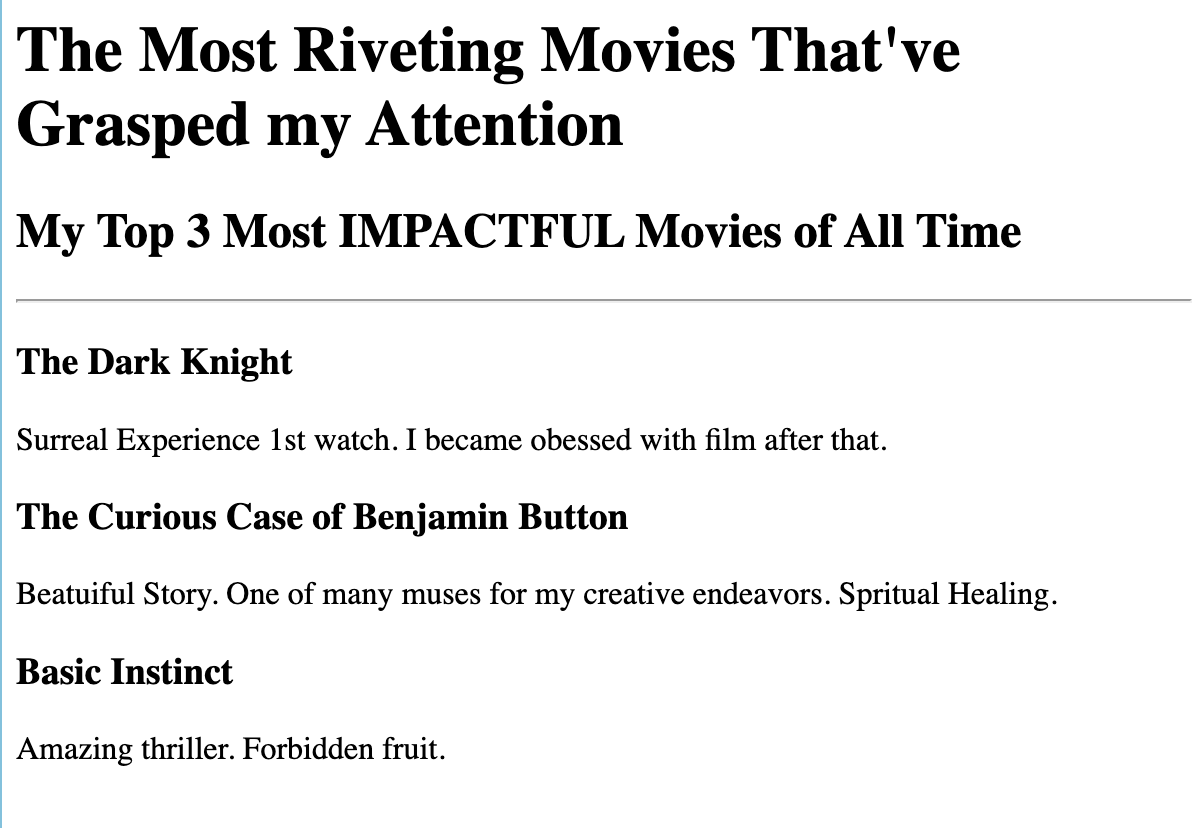 The Most Riveting Movies That've
Grasped my Attention
My Top 3 Most IMPACTFUL Movies of All Time
The Dark Knight
Surreal Experience 1st watch. I became obessed with film after that.
The Curious Case of Benjamin Button
Beatuiful Story. One of many muses for my creative endeavors. Spritual Healing.
Basic Instinct
Amazing thriller. Forbidden fruit.